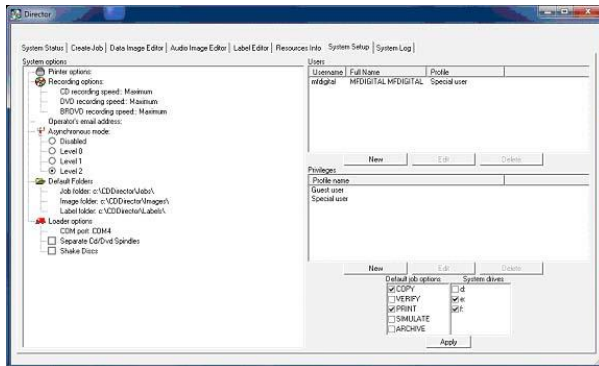 Director
System Status | Create Job | Data Image Editor | Audio Image Editor | Label Editor | Resources Info | System Setup | System Log
System options
Printer options:
Recording options:
CD recording speed:: Maximum
DVD recording speed:: Maximum
BRDVD recording speed:: Maximum
Operator's email address:
Asynchronous mode:
Disabled
Level 0
Level 1
Level 2
Default Folders
Job folder: c:\CDDirector\Jobs\
Image folder: c:\CDDirector\Images\
Label folder: c:\CDDirector\Labels\
Loader options
COM port: COM4
Separate Cd/Dvd Spindles
Shake Discs
Users
Username Full Name Profile
mfdigital MFDIGITAL MFDIGITAL Special user
New Edit Delete
Privileges
Profile name
Guest user
Special user
New Edit Delete
Default job options System drives
COPY d:
VERIFY e:
PRINT f:
SIMULATE
ARCHIVE
Apply